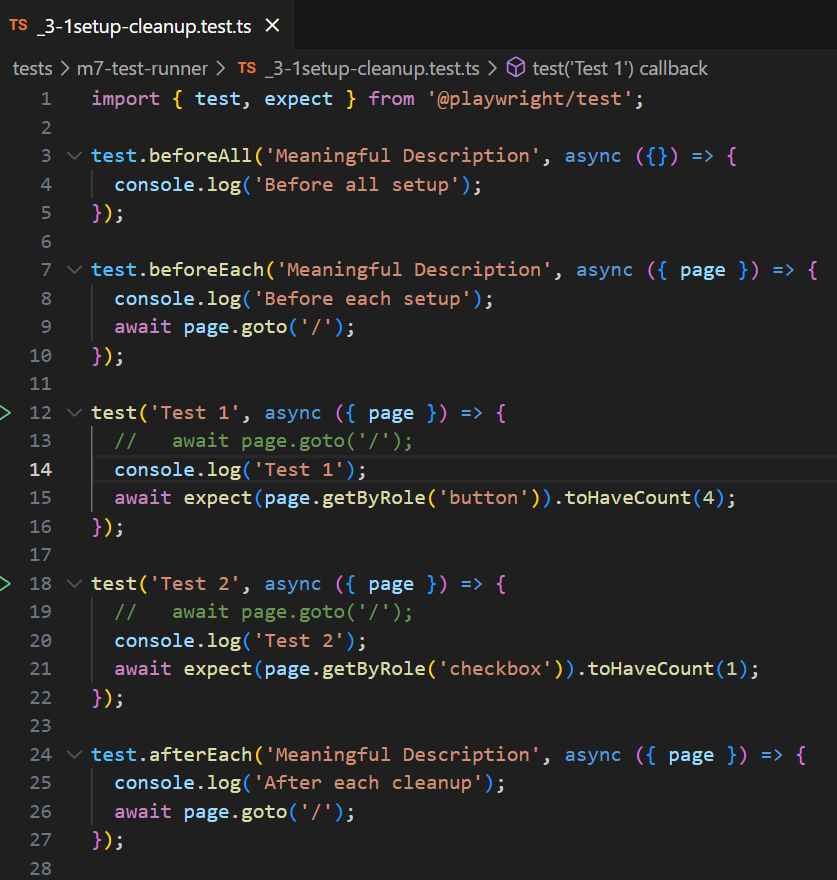 TS _3-1setup-cleanup.test.ts ×
tests > m7-test-runner > TS _3-1setup-cleanup.test.ts > test('Test 1') callback
1 import { test, expect } from '@playwright/test';
2
3 test.beforeAll('Meaningful Description', async ({}) => {
4 console.log('Before all setup');
5 });
6
7 test.beforeEach('Meaningful Description', async ({ page }) => {
8 console.log('Before each setup');
9 await page.goto('/');
10 });
11
12 test('Test 1', async ({ page }) => {
13 //   await page.goto('/');
14 console.log('Test 1');
15 await expect(page.getByRole('button')).toHaveCount(4);
16 });
17
18 test('Test 2', async ({ page }) => {
19 //   await page.goto('/');
20 console.log('Test 2');
21 await expect(page.getByRole('checkbox')).toHaveCount(1);
22 });
23
24 test.afterEach('Meaningful Description', async ({ page }) => {
25 console.log('After each cleanup');
26 await page.goto('/');
27 });
28